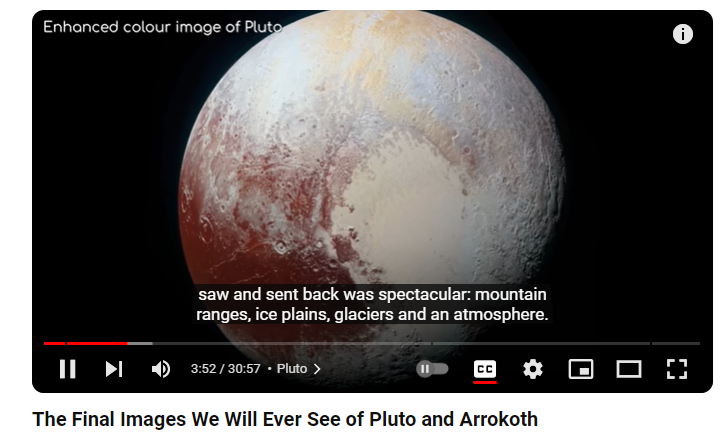 Enhanced colour image of Pluto
saw and sent back was spectacular: mountain
ranges, ice plains, glaciers and an atmosphere.
3:52 / 30:57 • Pluto
CC
The Final Images We Will Ever See of Pluto and Arrokoth